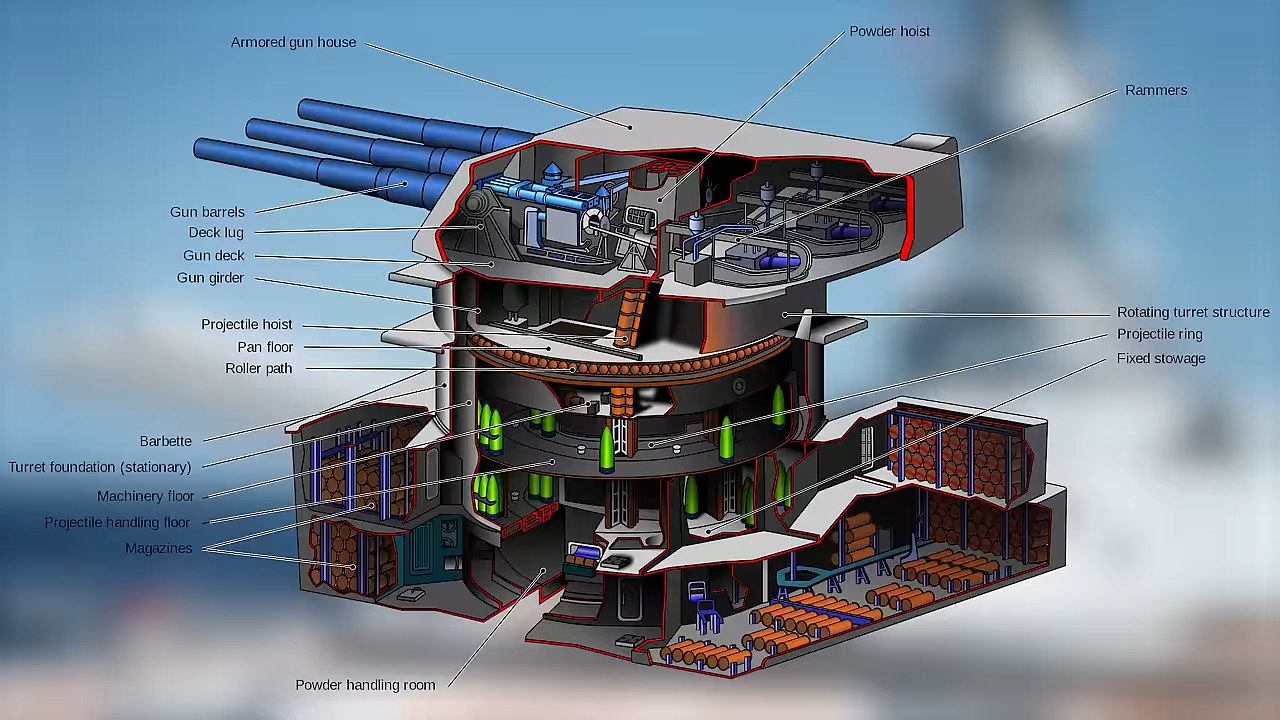 Armored gun house
Powder hoist
Rammers
Gun barrels
Deck lug
Gun deck
Gun girder
Projectile hoist
Pan floor
Roller path
Rotating turret structure
Projectile ring
Fixed stowage
Barbette
Turret foundation (stationary)
Machinery floor
Projectile handling floor
Magazines
Powder handling room